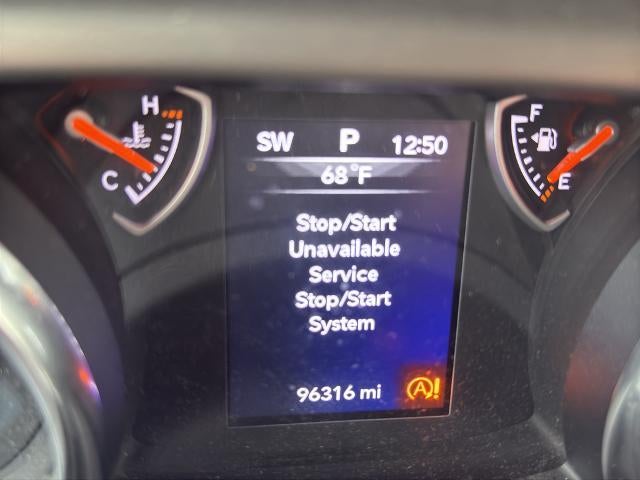 H
C
SW P 12:50
68°F
Stop/Start
Unavailable
Service
Stop/Start
System
96316 mi
A!
F
E